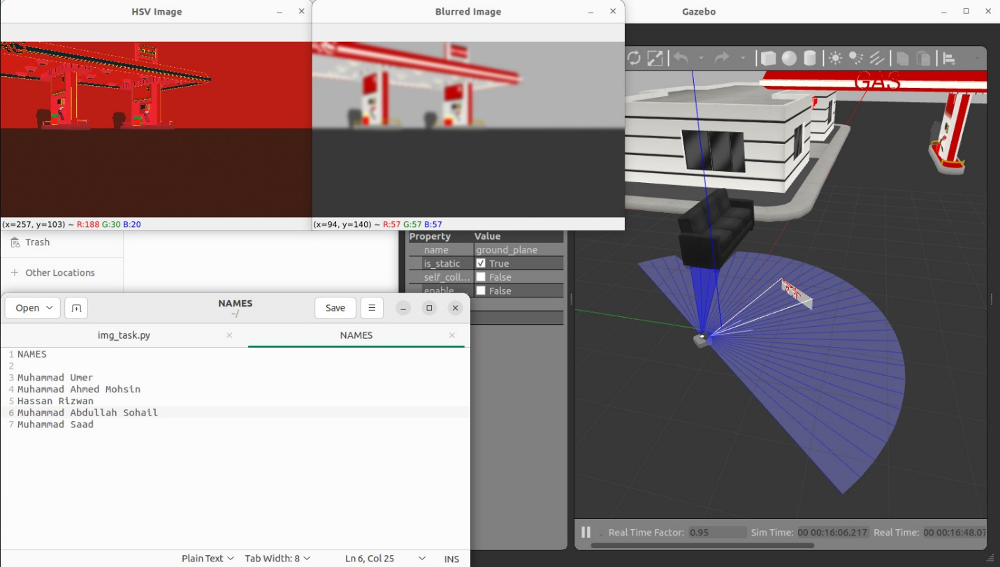 HSV Image
Blurred Image
Gazebo
GAS
(x=257, y=103) ~ R:188 G:30 B:20
(x=94, y=140) ~ R:57 G:57 B:57
Trash
Other Locations
Property Value
name ground_plane
is_static True
self_coll... False
enable False
Open
NAMES
~/
Save
img_task.py
NAMES
1 NAMES
2
3 Muhammad Umer
4 Muhammad Ahmed Mohsin
5 Hassan Rizwan
6 Muhammad Abdullah Sohail
7 Muhammad Saad
Plain Text Tab Width: 8 Ln 6, Col 25 INS
Real Time Factor: 0.95 Sim Time: 00 00:16:06.217 Real Time: 00 00:16:48.07